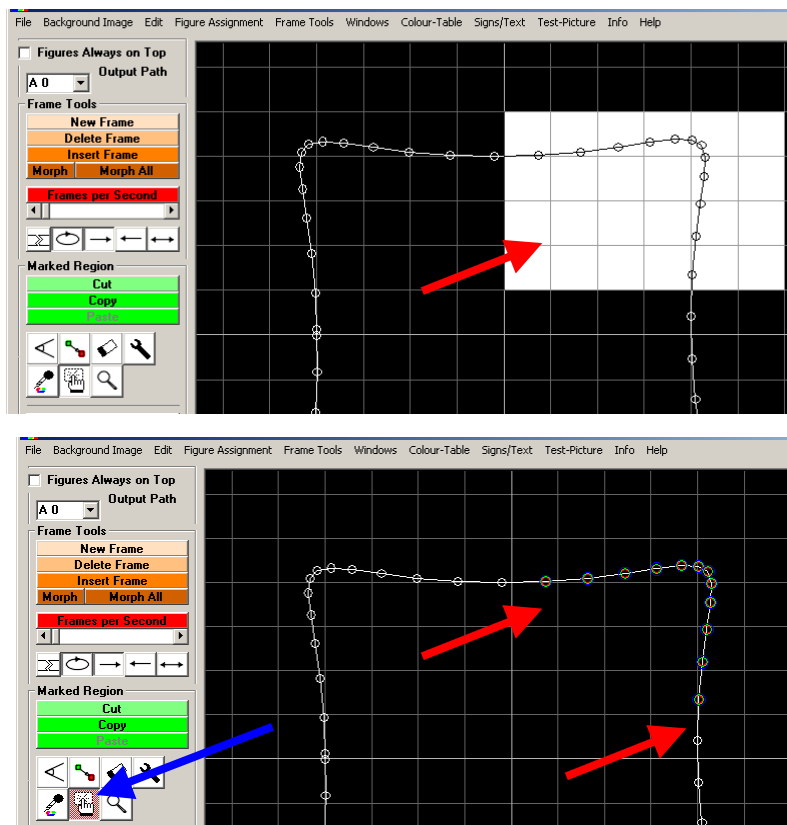 File Background Image Edit Figure Assignment Frame Tools Windows Colour-Table Signs/Text Test-Picture Info Help
Figures Always on Top
Output Path
A 0
Frame Tools
New Frame
Delete Frame
Insert Frame
Morph Morph All
Frames per Second
Marked Region
Cut
Copy
Paste
File Background Image Edit Figure Assignment Frame Tools Windows Colour-Table Signs/Text Test-Picture Info Help
Figures Always on Top
Output Path
A 0
Frame Tools
New Frame
Delete Frame
Insert Frame
Morph Morph All
Frames per Second
Marked Region
Cut
Copy
Paste